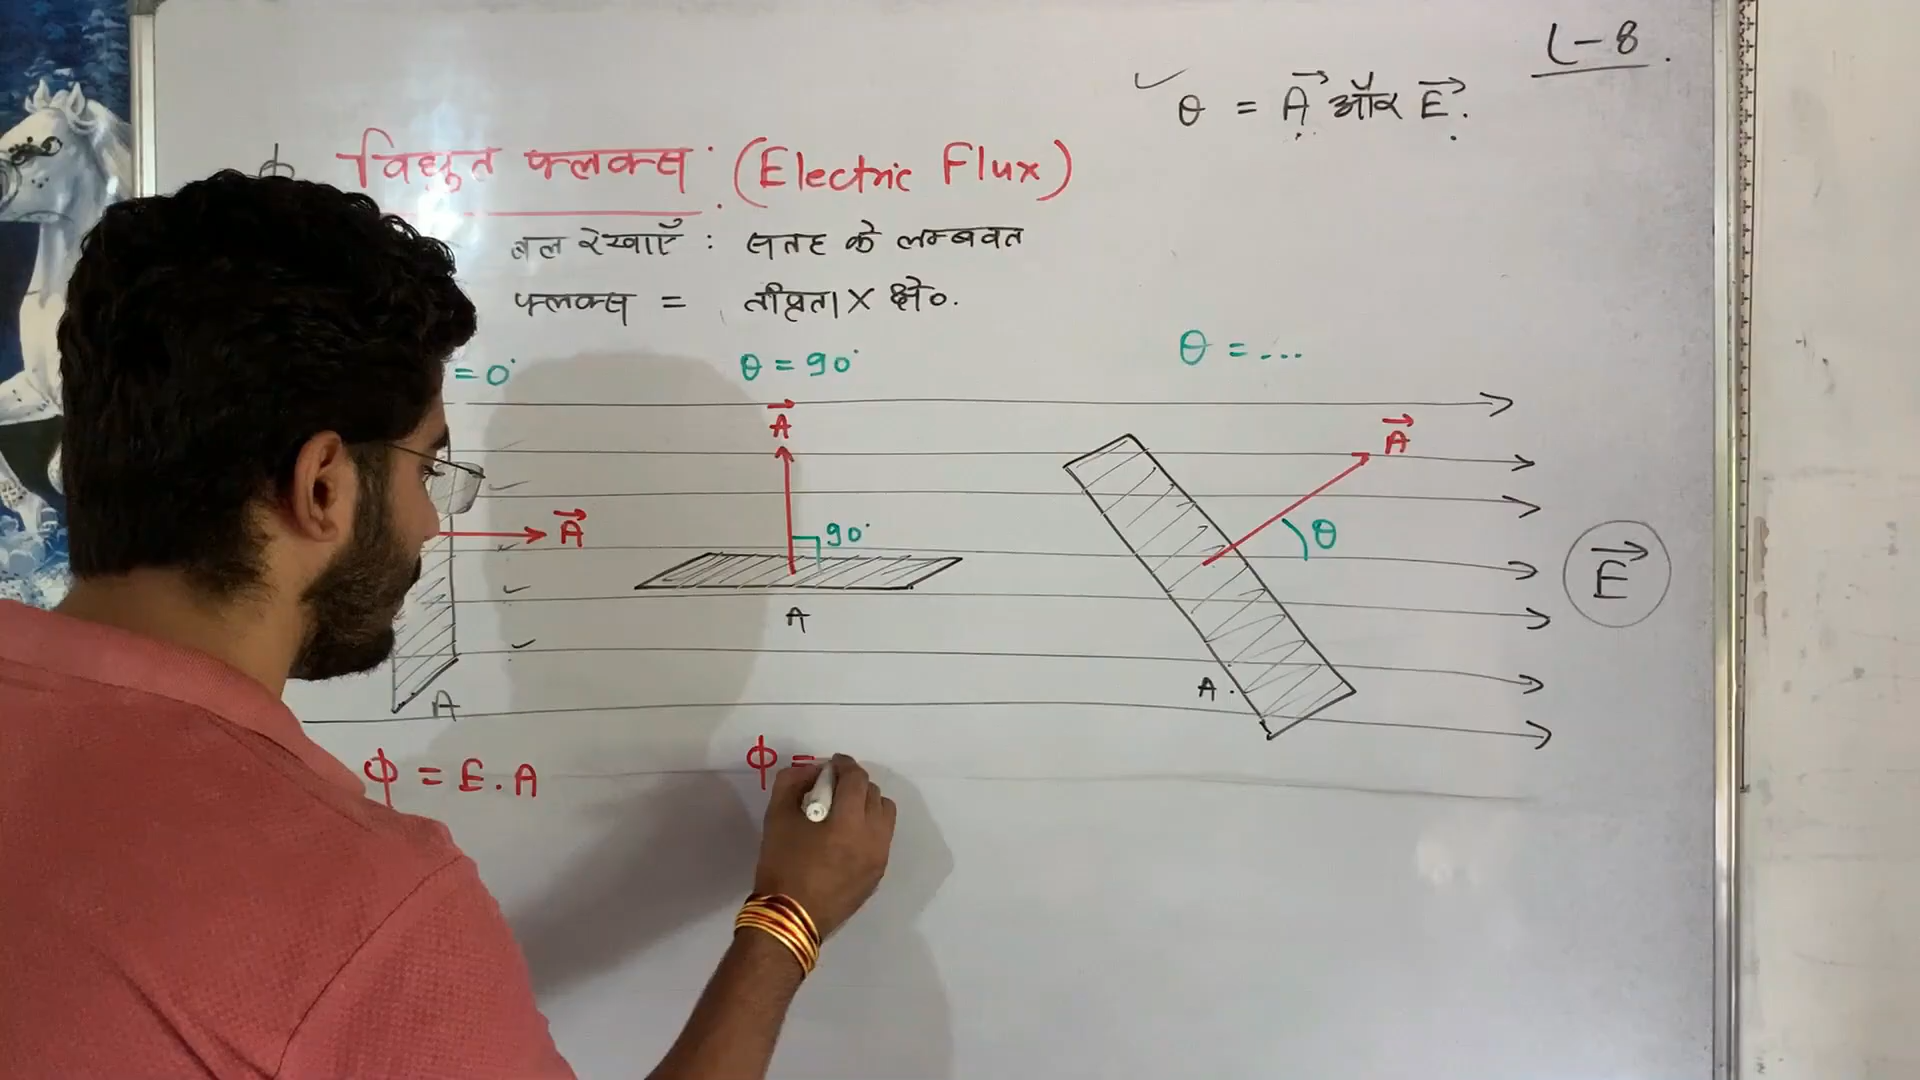 L-8.
θ = A⃗ और E⃗.
ϕ विद्युत फ्लक्स : (Electric Flux)
बल रेखाएँ : सतह के लम्बवत
फ्लक्स = तीव्रता X क्षे०.
= 0°
θ = 90°
θ = ...
A⃗
A⃗
A⃗
90°
θ
E⃗
A
A
A.
ϕ = E.A
ϕ =